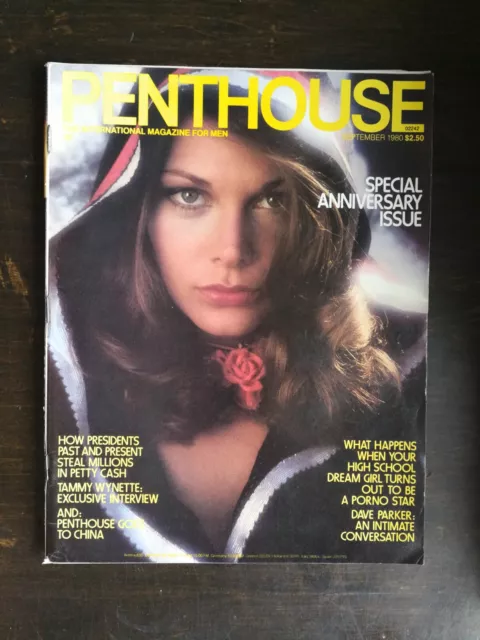 PENTHOUSE
INTERNATIONAL MAGAZINE FOR MEN
02242
SEPTEMBER 1980 $2.50
SPECIAL
ANNIVERSARY
ISSUE
HOW PRESIDENTS
PAST AND PRESENT
STEAL MILLIONS
IN PETTY CASH
TAMMY WYNETTE:
EXCLUSIVE INTERVIEW
AND:
PENTHOUSE GOES
TO CHINA
WHAT HAPPENS
WHEN YOUR
HIGH SCHOOL
DREAM GIRL TURNS
OUT TO BE
A PORNO STAR
DAVE PARKER:
AN INTIMATE
CONVERSATION